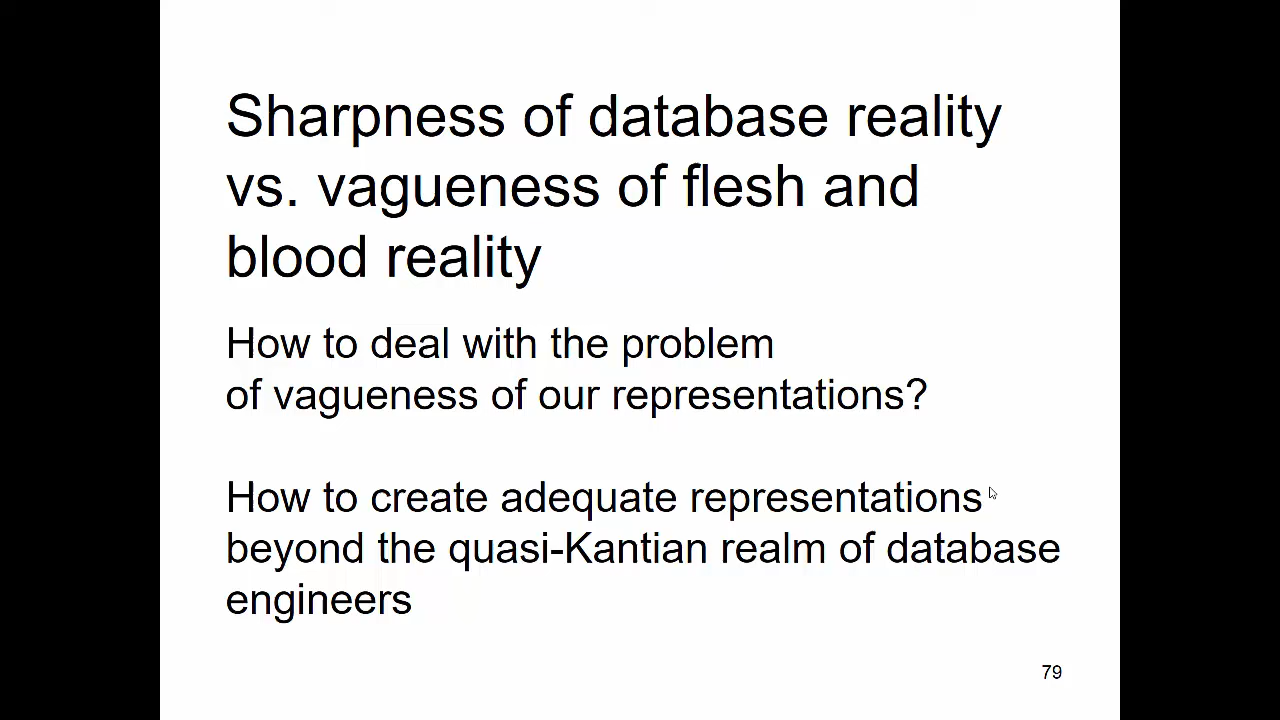 Sharpness of database reality
vs. vagueness of flesh and
blood reality
How to deal with the problem
of vagueness of our representations?
How to create adequate representations
beyond the quasi-Kantian realm of database
engineers
79